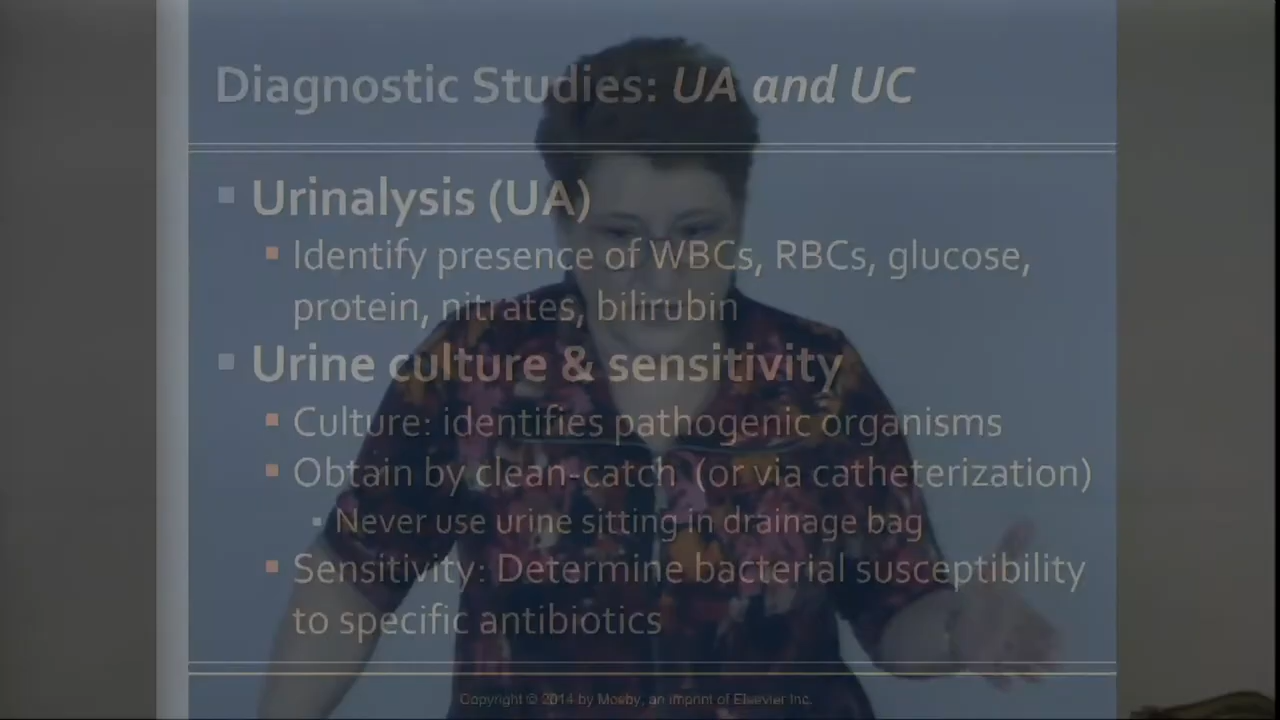 Diagnostic Studies: UA and UC
Urinalysis (UA)
Identify presence of WBCs, RBCs, glucose,
protein, nitrates, bilirubin
Urine culture & sensitivity
Culture: identifies pathogenic organisms
Obtain by clean-catch (or via catheterization)
Never use urine sitting in drainage bag
Sensitivity: Determine bacterial susceptibility
to specific antibiotics
Copyright © 2014 by Mosby, an imprint of Elsevier Inc.